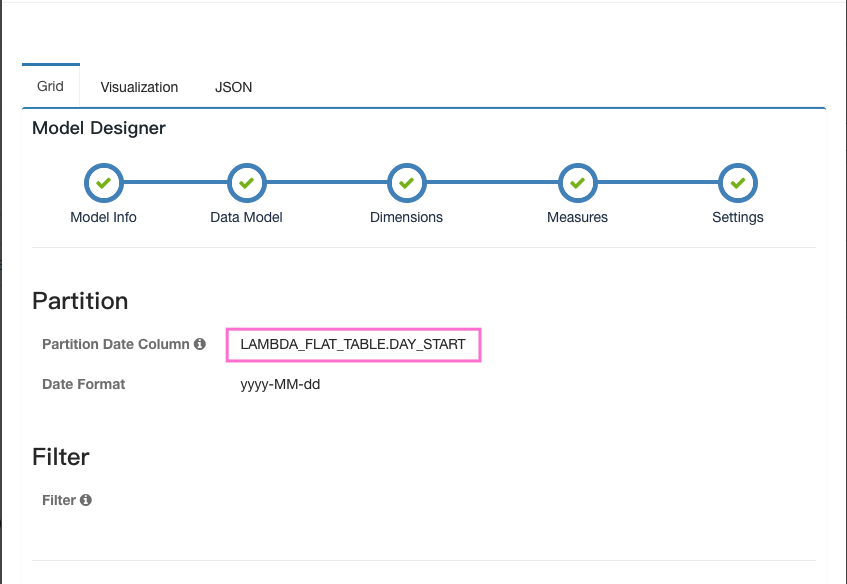 Grid Visualization JSON
Model Designer
Model Info Data Model Dimensions Measures Settings
Partition
Partition Date Column LAMBDA_FLAT_TABLE.DAY_START
Date Format yyyy-MM-dd
Filter
Filter